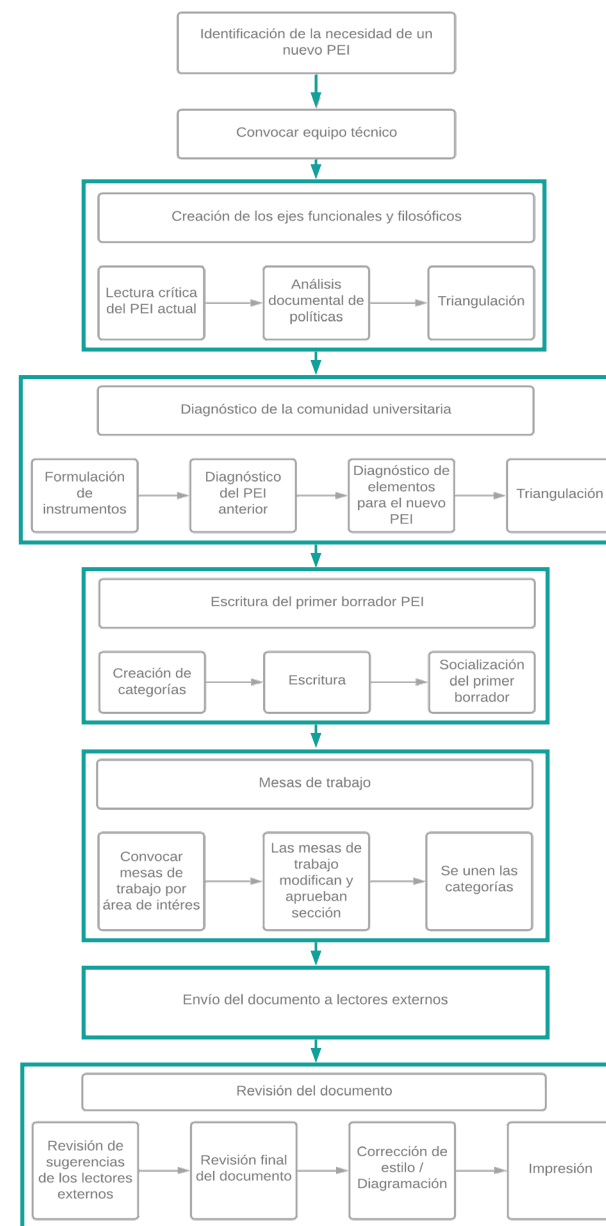 Identificación de la necesidad de un
nuevo PEI
Convocar equipo técnico
Creación de los ejes funcionales y filosóficos
Lectura crítica
del PEI actual
Análisis
documental de
políticas
Triangulación
Diagnóstico de la comunidad universitaria
Formulación
de
instrumentos
Diagnóstico
del PEI
anterior
Diagnóstico de
elementos
para el nuevo
PEI
Triangulación
Escritura del primer borrador PEI
Creación de
categorías
Escritura
Socialización
del primer
borrador
Mesas de trabajo
Convocar
mesas de
trabajo por
área de intéres
Las mesas de
trabajo
modifican y
aprueban
sección
Se unen las
categorías
Envío del documento a lectores externos
Revisión del documento
Revisión de
sugerencias
de los lectores
externos
Revisión final
del documento
Corrección de
estilo /
Diagramación
Impresión